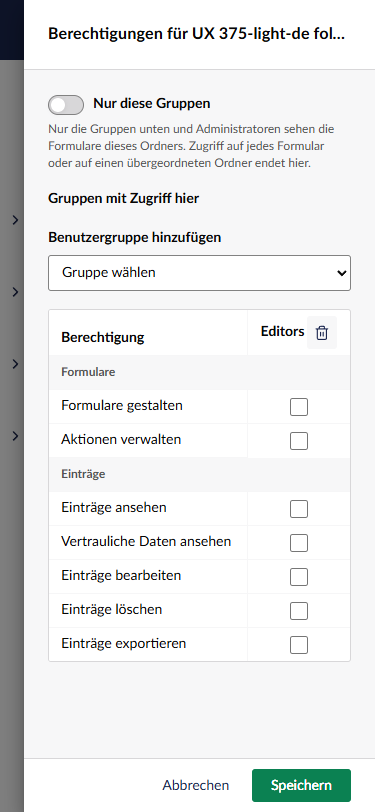 Berechtigungen für UX 375-light-de fol...
Nur diese Gruppen
Nur die Gruppen unten und Administratoren sehen die
Formulare dieses Ordners. Zugriff auf jedes Formular
oder auf einen übergeordneten Ordner endet hier.
Gruppen mit Zugriff hier
Benutzergruppe hinzufügen
Gruppe wählen
Berechtigung Editors
Formulare
Formulare gestalten
Aktionen verwalten
Einträge
Einträge ansehen
Vertrauliche Daten ansehen
Einträge bearbeiten
Einträge löschen
Einträge exportieren
Abbrechen Speichern